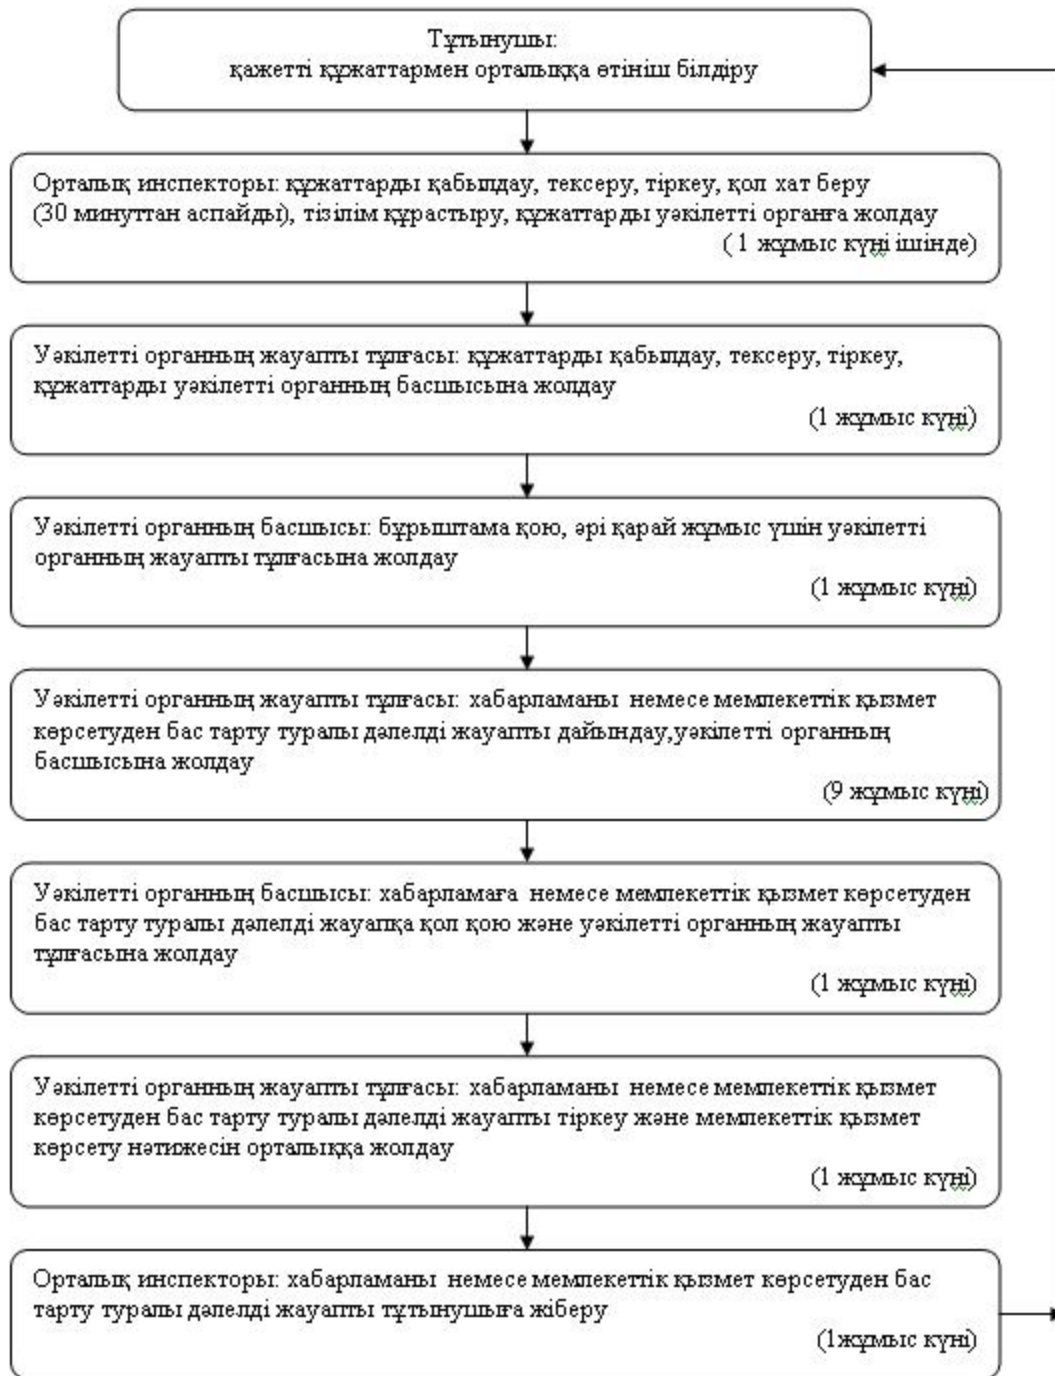 Тұтынушы:
қажетті құжаттармен орталыққа өтініш білдіру
Орталық инспекторы: құжаттарды қабылдау, тексеру, тіркеу, қол хат беру
(30 минуттан аспайды), тізілім құрастыру, құжаттарды уәкілетті органға жолдау
( 1 жұмыс күні ішінде)
Уәкілетті органның жауапты тұлғасы: құжаттарды қабылдау, тексеру, тіркеу,
құжаттарды уәкілетті органның басшысына жолдау
(1 жұмыс күні)
Уәкілетті органның басшысы: бұрыштама қою, әрі қарай жұмыс үшін уәкілетті
органның жауапты тұлғасына жолдау
(1 жұмыс күні)
Уәкілетті органның жауапты тұлғасы: хабарламаны немесе мемлекеттік қызмет
көрсетуден бас тарту туралы дәлелді жауапты дайындау,уәкілетті органның
басшысына жолдау
(9 жұмыс күні)
Уәкілетті органның басшысы: хабарламаға немесе мемлекеттік қызмет көрсетуден
бас тарту туралы дәлелді жауапқа қол қою және уәкілетті органның жауапты
тұлғасына жолдау
(1 жұмыс күні)
Уәкілетті органның жауапты тұлғасы: хабарламаны немесе мемлекеттік қызмет
көрсетуден бас тарту туралы дәлелді жауапты тіркеу және мемлекеттік қызмет
көрсету нәтижесін орталыққа жолдау
(1 жұмыс күні)
Орталық инспекторы: хабарламаны немесе мемлекеттік қызмет көрсетуден бас
тарту туралы дәлелді жауапты тұтынушыға жіберу
(1жұмыс күні)